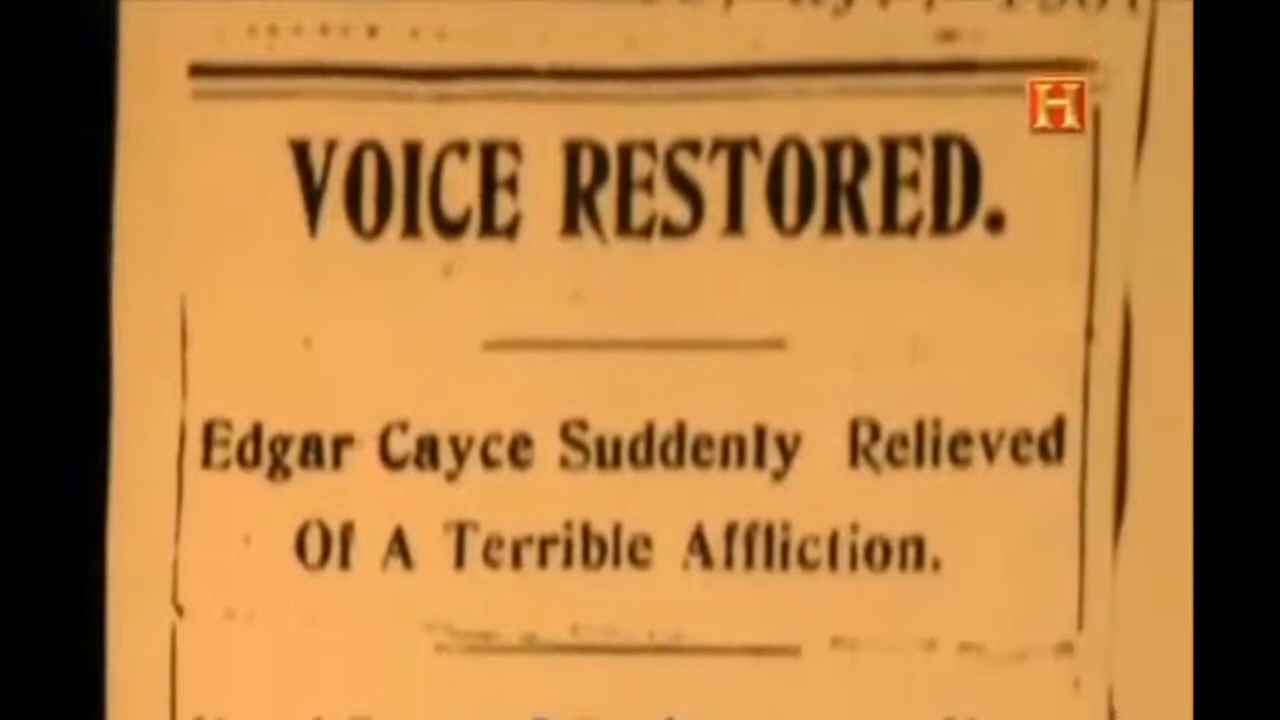 H
VOICE RESTORED.
Edgar Cayce Suddenly Relieved
Of A Terrible Affliction.